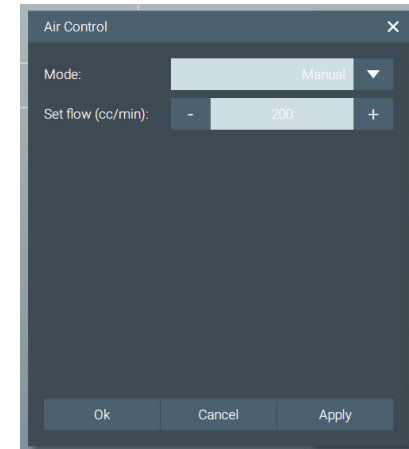 Air Control
Mode: Manual
Set flow (cc/min): - 200 +
Ok Cancel Apply